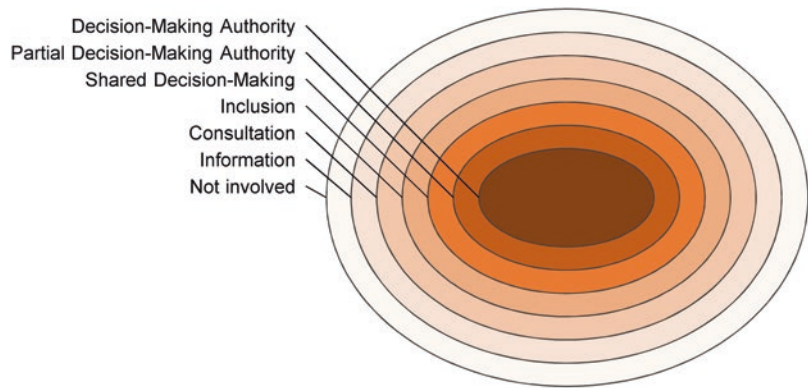 Decision-Making Authority
Partial Decision-Making Authority
Shared Decision-Making
Inclusion
Consultation
Information
Not involved